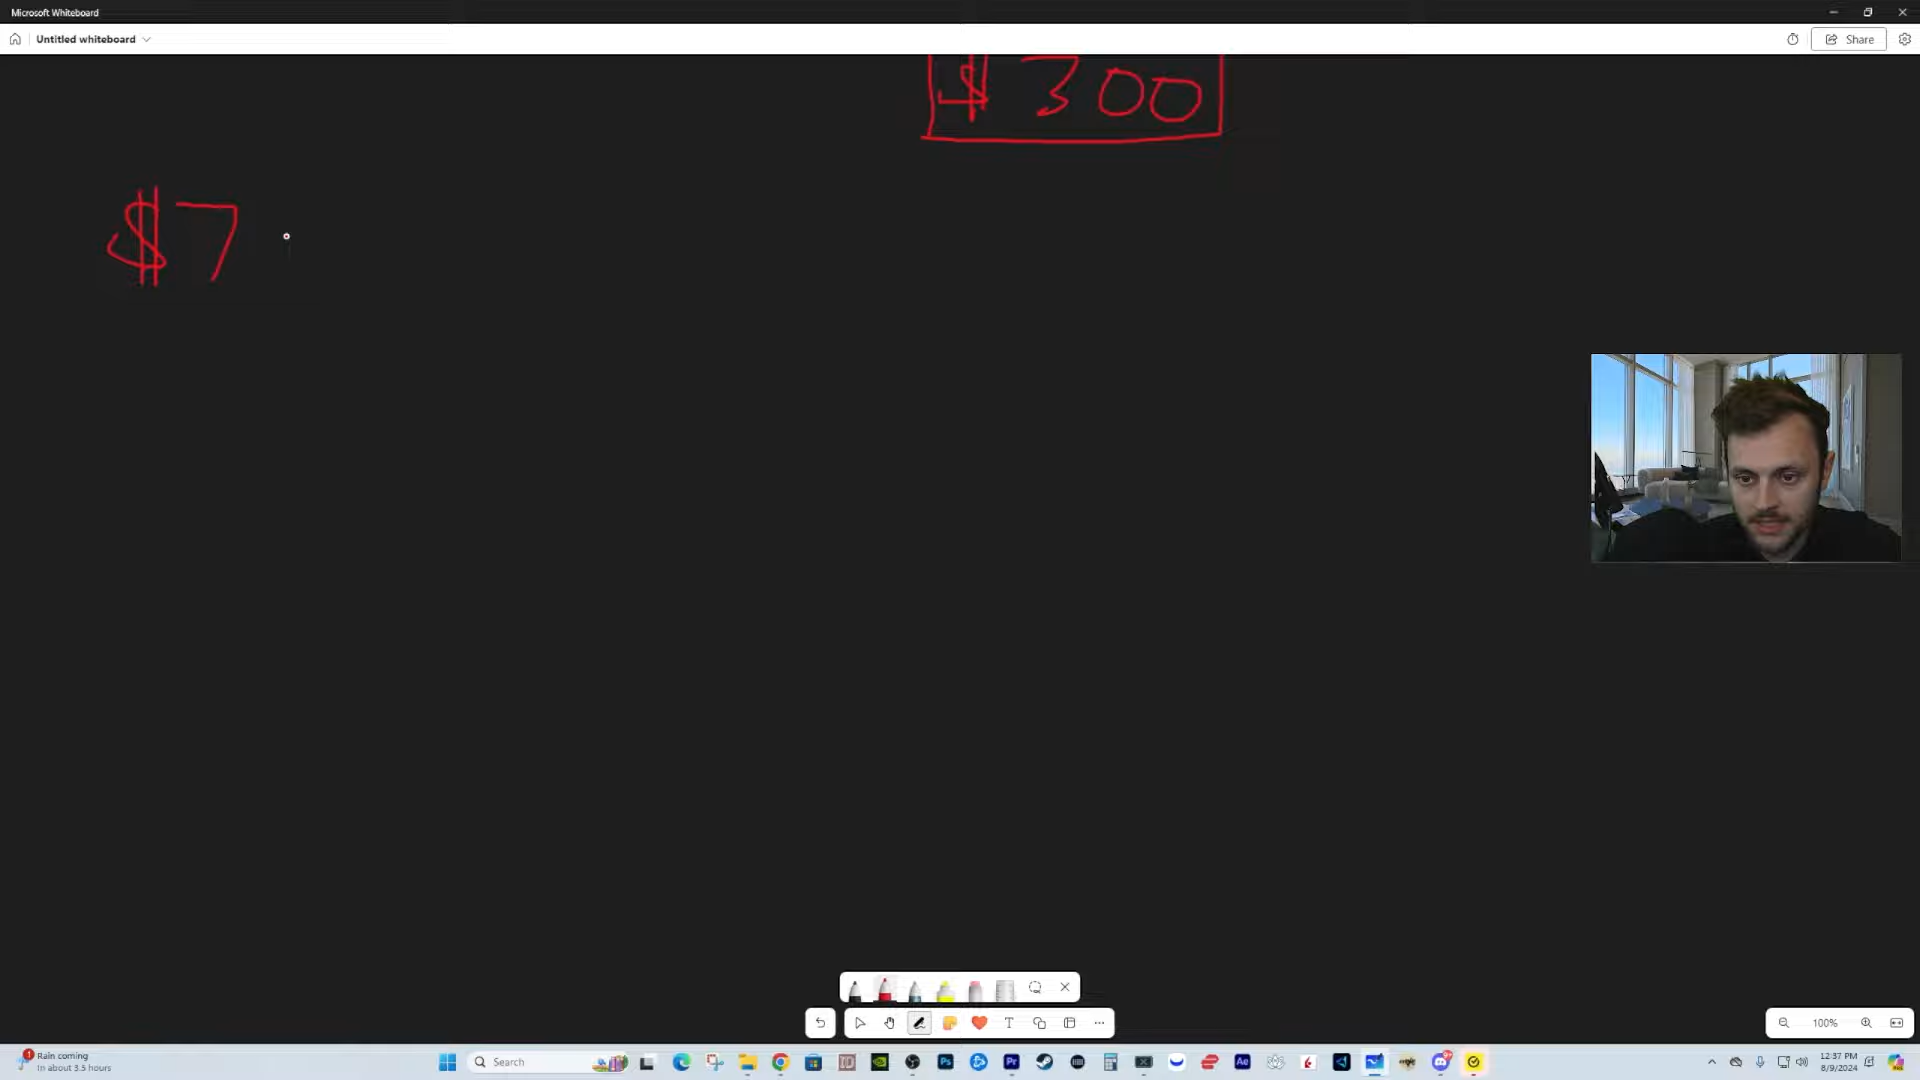 Microsoft Whiteboard
Untitled whiteboard
Share
$ 300
$7
100%
Rain coming
In about 3.5 hours
Search
12:37 PM
8/9/2024